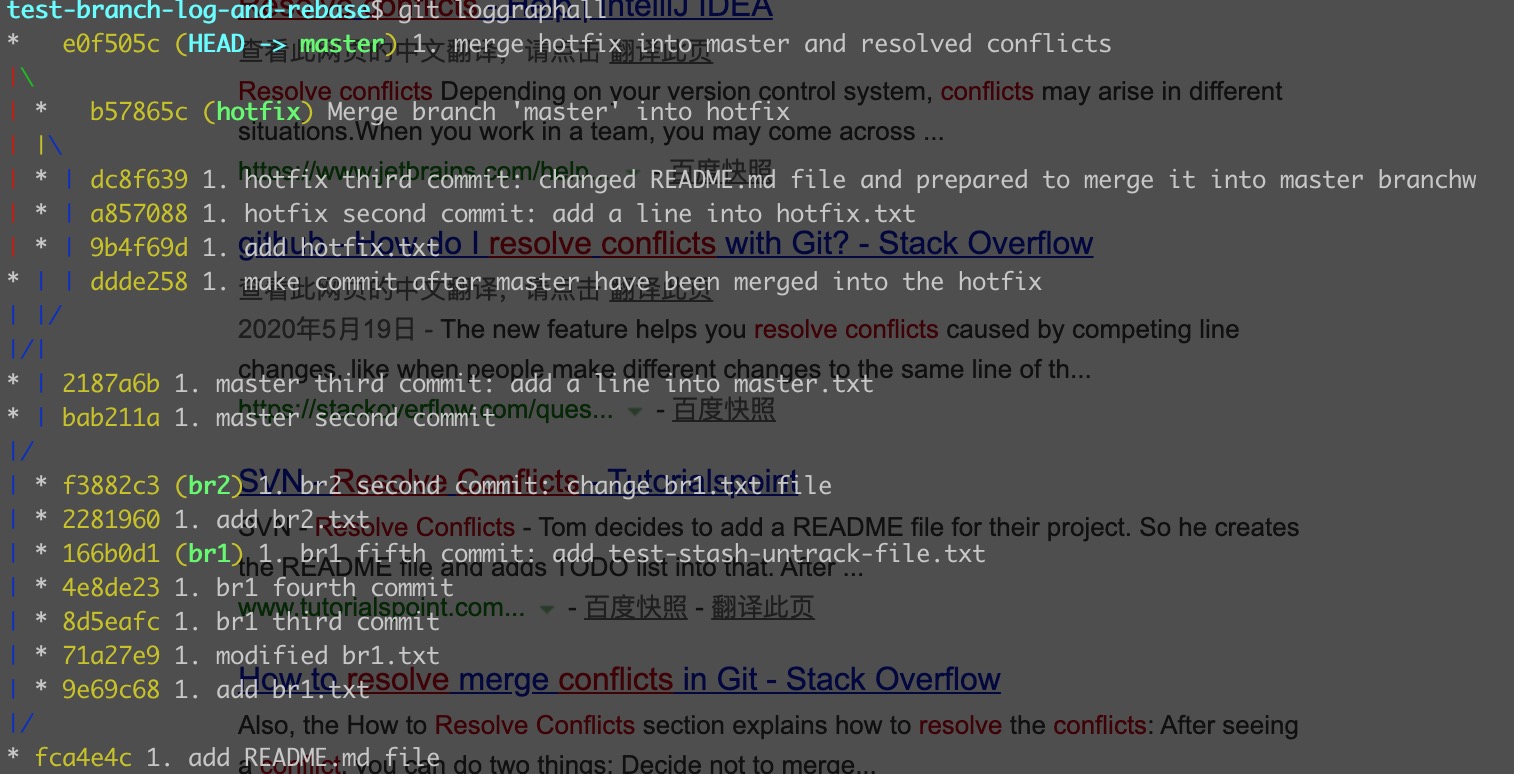 test-branch-log-and-rebase$ git loggraphall
Resolve conflicts - Help | IntelliJ IDEA
*   e0f505c (HEAD -> master) 1. merge hotfix into master and resolved conflicts
查看此网页的中文翻译，请点击 翻译此页
|\
Resolve conflicts Depending on your version control system, conflicts may arise in different
| *   b57865c (hotfix) Merge branch 'master' into hotfix
situations.When you work in a team, you may come across ...
| |\
https://www.jetbrains.com/help... - 百度快照
| * | dc8f639 1. hotfix third commit: changed README.md file and prepared to merge it into master branchw
| * | a857088 1. hotfix second commit: add a line into hotfix.txt
github - How do I resolve conflicts with Git? - Stack Overflow
| * | 9b4f69d 1. add hotfix.txt
* | | ddde258 1. make commit after master have been merged into the hotfix
查看此网页的中文翻译，请点击 翻译此页
| |/
2020年5月19日 - The new feature helps you resolve conflicts caused by competing line
|/|
changes, like when people make different changes to the same line of th...
* | 2187a6b 1. master third commit: add a line into master.txt
https://stackoverflow.com/ques... - 百度快照
* | bab211a 1. master second commit
|/
SVN - Resolve Conflicts - Tutorialspoint
| * f3882c3 (br2) 1. br2 second commit: change br1.txt file
| * 2281960 1. add br2.txt
SVN - Resolve Conflicts - Tom decides to add a README file for their project. So he creates
| * 166b0d1 (br1) 1. br1 fifth commit: add test-stash-untrack-file.txt
the README file and adds TODO list into that. After ...
| * 4e8de23 1. br1 fourth commit
www.tutorialspoint.com... - 百度快照 - 翻译此页
| * 8d5eafc 1. br1 third commit
| * 71a27e9 1. modified br1.txt
How to resolve merge conflicts in Git - Stack Overflow
| * 9e69c68 1. add br1.txt
|/
Also, the How to Resolve Conflicts section explains how to resolve the conflicts: After seeing
* fca4e4c 1. add README.md file
a conflict, you can do two things: Decide not to merge...